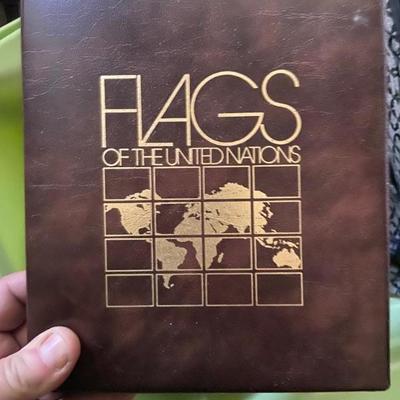 FLAGS
OF THE UNITED NATIONS